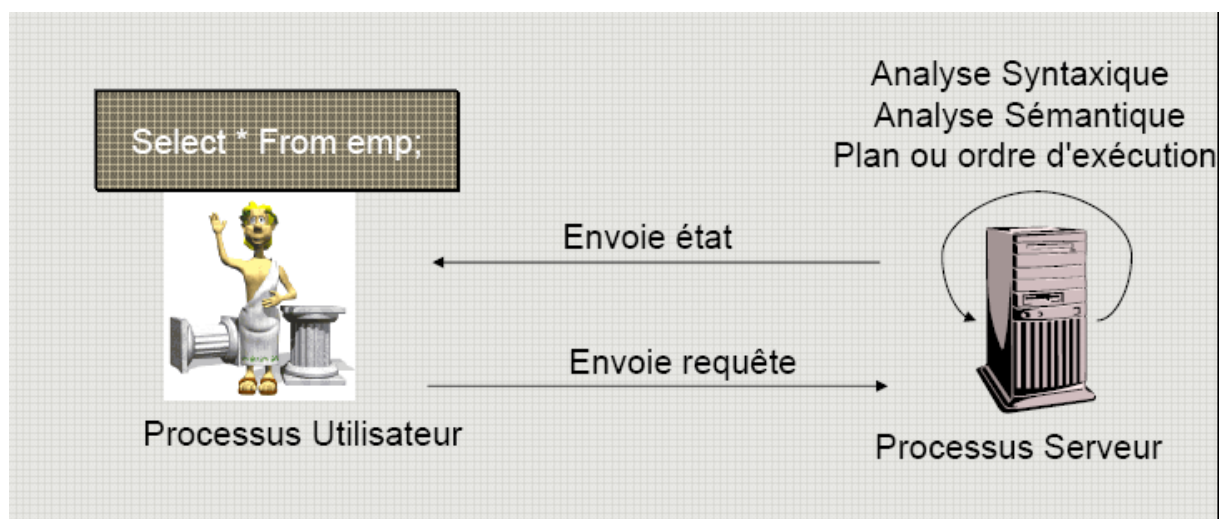 Analyse Syntaxique
Analyse Sémantique
Plan ou ordre d'exécution
Select * From emp;
Envoie état
Envoie requête
Processus Utilisateur
Processus Serveur